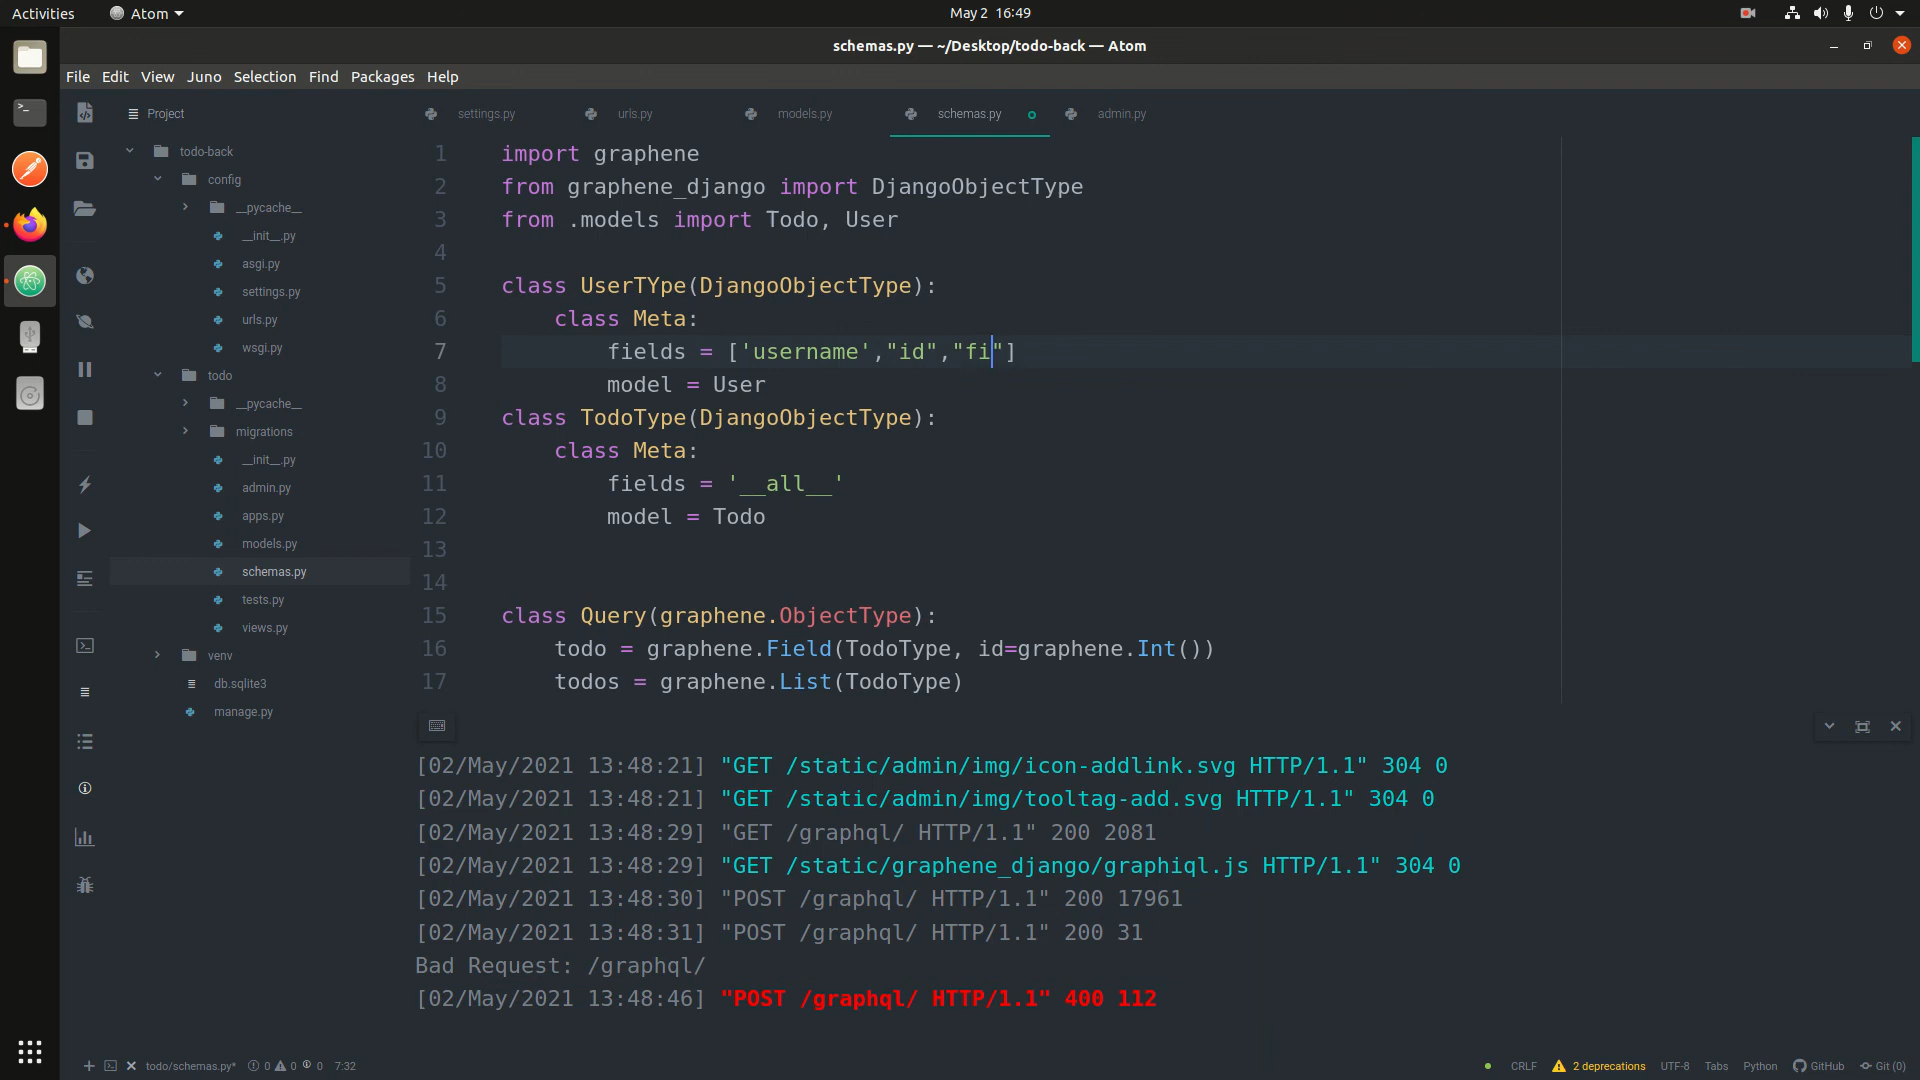 Activities Atom May 2 16:49
schemas.py — ~/Desktop/todo-back — Atom
File Edit View Juno Selection Find Packages Help
Project
todo-back
config
__pycache__
__init__.py
asgi.py
settings.py
urls.py
wsgi.py
todo
__pycache__
migrations
__init__.py
admin.py
apps.py
models.py
schemas.py
tests.py
views.py
venv
db.sqlite3
manage.py
settings.py urls.py models.py schemas.py admin.py
1 import graphene
2 from graphene_django import DjangoObjectType
3 from .models import Todo, User
4
5 class UserTYpe(DjangoObjectType):
6 class Meta:
7 fields = ['username',"id","fi"]
8 model = User
9 class TodoType(DjangoObjectType):
10 class Meta:
11 fields = '__all__'
12 model = Todo
13
14
15 class Query(graphene.ObjectType):
16 todo = graphene.Field(TodoType, id=graphene.Int())
17 todos = graphene.List(TodoType)
[02/May/2021 13:48:21] "GET /static/admin/img/icon-addlink.svg HTTP/1.1" 304 0
[02/May/2021 13:48:21] "GET /static/admin/img/tooltag-add.svg HTTP/1.1" 304 0
[02/May/2021 13:48:29] "GET /graphql/ HTTP/1.1" 200 2081
[02/May/2021 13:48:29] "GET /static/graphene_django/graphiql.js HTTP/1.1" 304 0
[02/May/2021 13:48:30] "POST /graphql/ HTTP/1.1" 200 17961
[02/May/2021 13:48:31] "POST /graphql/ HTTP/1.1" 200 31
Bad Request: /graphql/
[02/May/2021 13:48:46] "POST /graphql/ HTTP/1.1" 400 112
todo/schemas.py* 0 0 0 7:32 CRLF 2 deprecations UTF-8 Tabs Python GitHub Git (0)